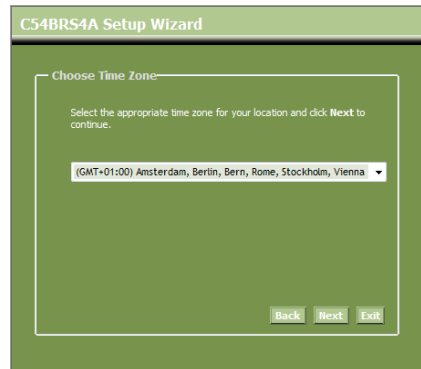 C54BRS4A Setup Wizard
Choose Time Zone
Select the appropriate time zone for your location and click Next to
continue.
(GMT+01:00) Amsterdam, Berlin, Bern, Rome, Stockholm, Vienna
Back Next Exit